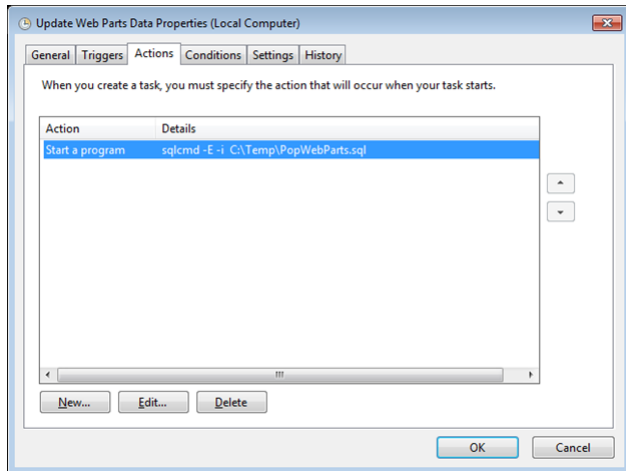 Update Web Parts Data Properties (Local Computer)
General Triggers Actions Conditions Settings History
When you create a task, you must specify the action that will occur when your task starts.
Action Details
Start a program sqlcmd -E -i C:\Temp\PopWebParts.sql
New... Edit... Delete
OK Cancel